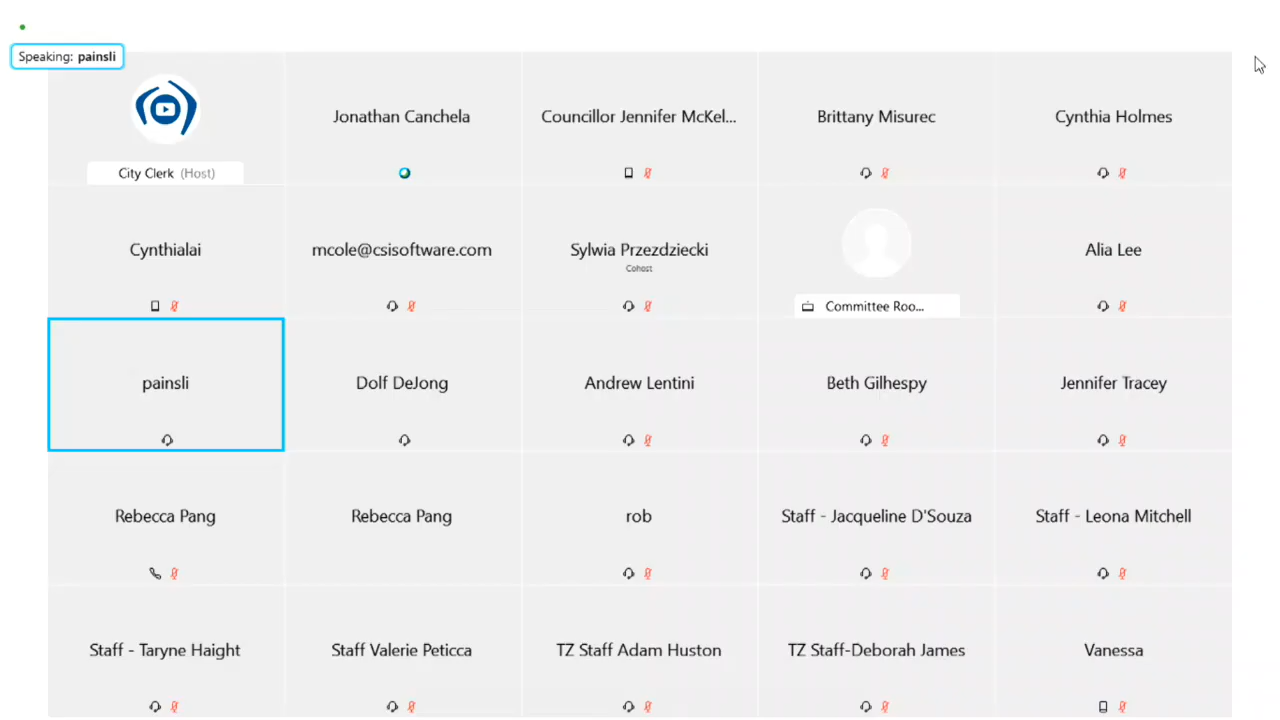 Speaking: painsli
City Clerk (Host)
Jonathan Canchela
Councillor Jennifer McKel...
Brittany Misurec
Cynthia Holmes
Cynthialai
mcole@csisoftware.com
Sylwia Przezdziecki
Cohost
Committee Roo...
Alia Lee
painsli
Dolf DeJong
Andrew Lentini
Beth Gilhespy
Jennifer Tracey
Rebecca Pang
Rebecca Pang
rob
Staff - Jacqueline D'Souza
Staff - Leona Mitchell
Staff - Taryne Haight
Staff Valerie Peticca
TZ Staff Adam Huston
TZ Staff-Deborah James
Vanessa